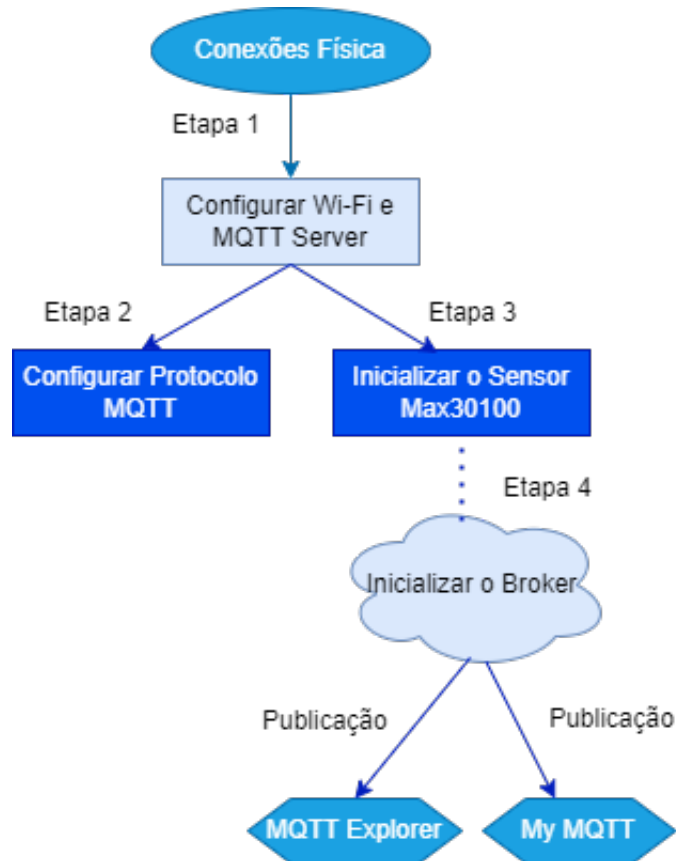 Conexões Física
Etapa 1
Configurar Wi-Fi e
MQTT Server
Etapa 2
Etapa 3
Configurar Protocolo
MQTT
Inicializar o Sensor
Max30100
Etapa 4
Inicializar o Broker
Publicação
Publicação
MQTT Explorer
My MQTT